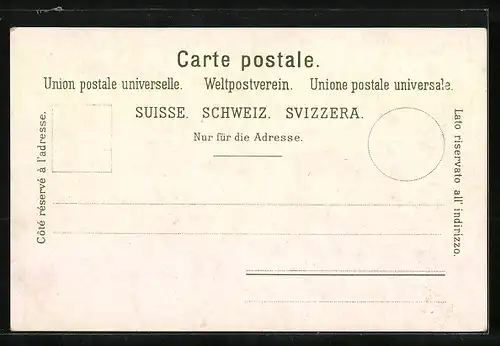 Carte postale.
Union postale universelle. Weltpostverein. Unione postale universale.
SUISSE. SCHWEIZ. SVIZZERA.
Nur für die Adresse.
Côté réservé à l'adresse.
Lato riservato all' indirizzo.